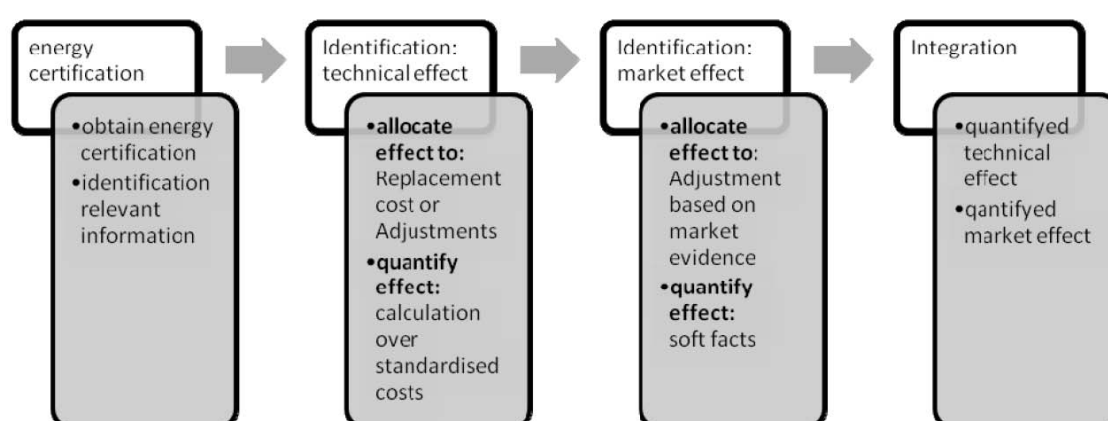 energy
certification
•obtain energy
certification
•identification
relevant
information
Identification:
technical effect
•allocate
effect to:
Replacement
cost or
Adjustments
•quantify
effect:
calculation
over
standardised
costs
Identification:
market effect
•allocate
effect to:
Adjustment
based on
market
evidence
•quantify
effect:
soft facts
Integration
•quantifyed
technical
effect
•qantifyed
market effect